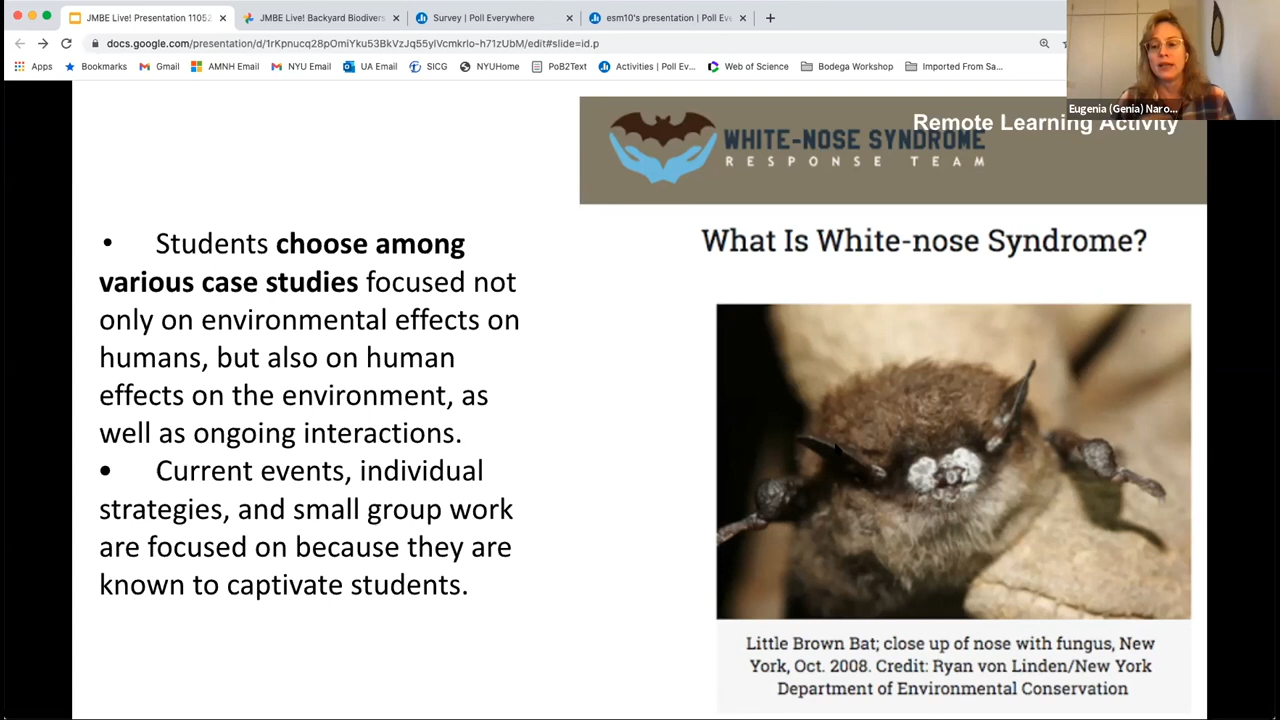 JMBE Live! Presentation 11052
JMBE Live! Backyard Biodivers
Survey | Poll Everywhere
esm10's presentation | Poll Ev
docs.google.com/presentation/d/1rKpnucq28pOmiYku53BkVzJq55ylVcmkrIo-h71zUbM/edit#slide=id.p
Apps Bookmarks Gmail AMNH Email NYU Email UA Email SICG NYUHome PoB2Text Activities | Poll Ev... Web of Science Bodega Workshop Imported From Sa...
Eugenia (Genia) Naro...
Remote Learning Activity
WHITE-NOSE SYNDROME
RESPONSE TEAM
What Is White-nose Syndrome?
• Students choose among
various case studies focused not
only on environmental effects on
humans, but also on human
effects on the environment, as
well as ongoing interactions.
• Current events, individual
strategies, and small group work
are focused on because they are
known to captivate students.
Little Brown Bat; close up of nose with fungus, New
York, Oct. 2008. Credit: Ryan von Linden/New York
Department of Environmental Conservation